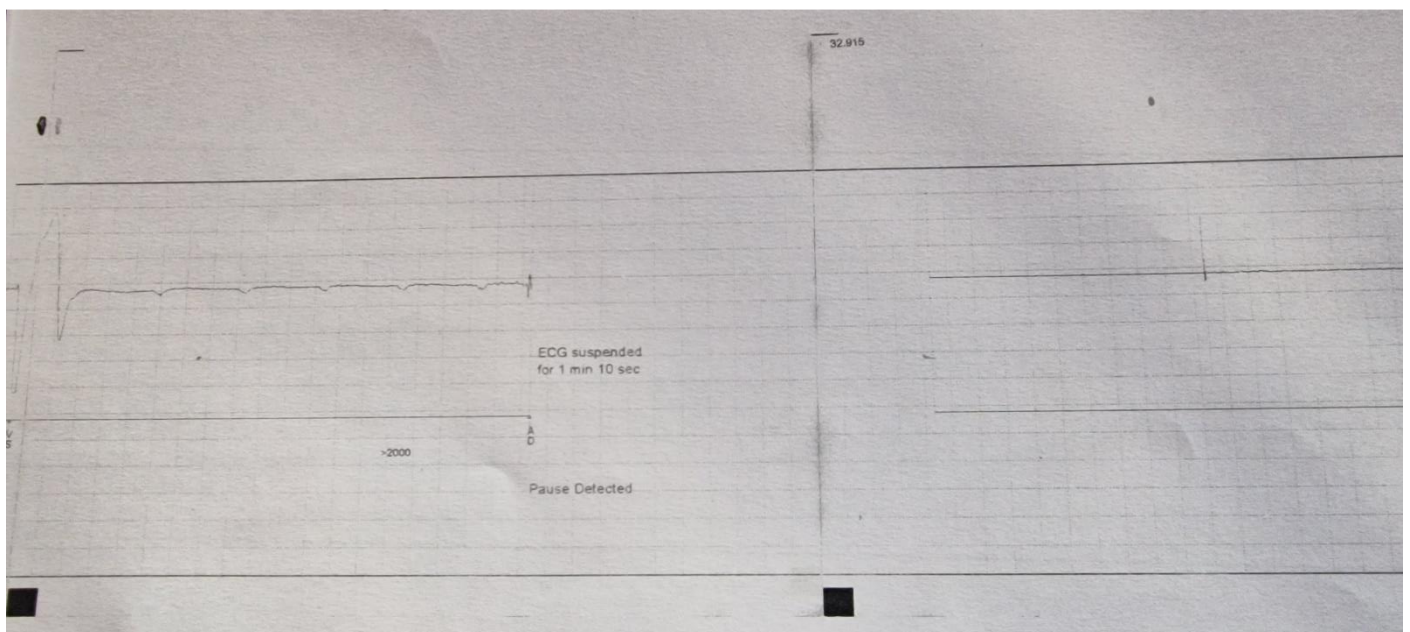 32.915
ECG suspended
for 1 min 10 sec
V
S
A
D
>2000
Pause Detected